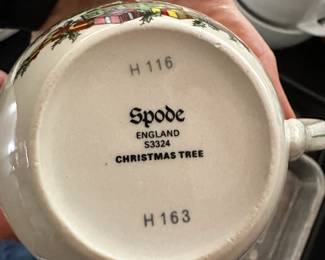 H 116
Spode
ENGLAND
S3324
CHRISTMAS TREE
H 163